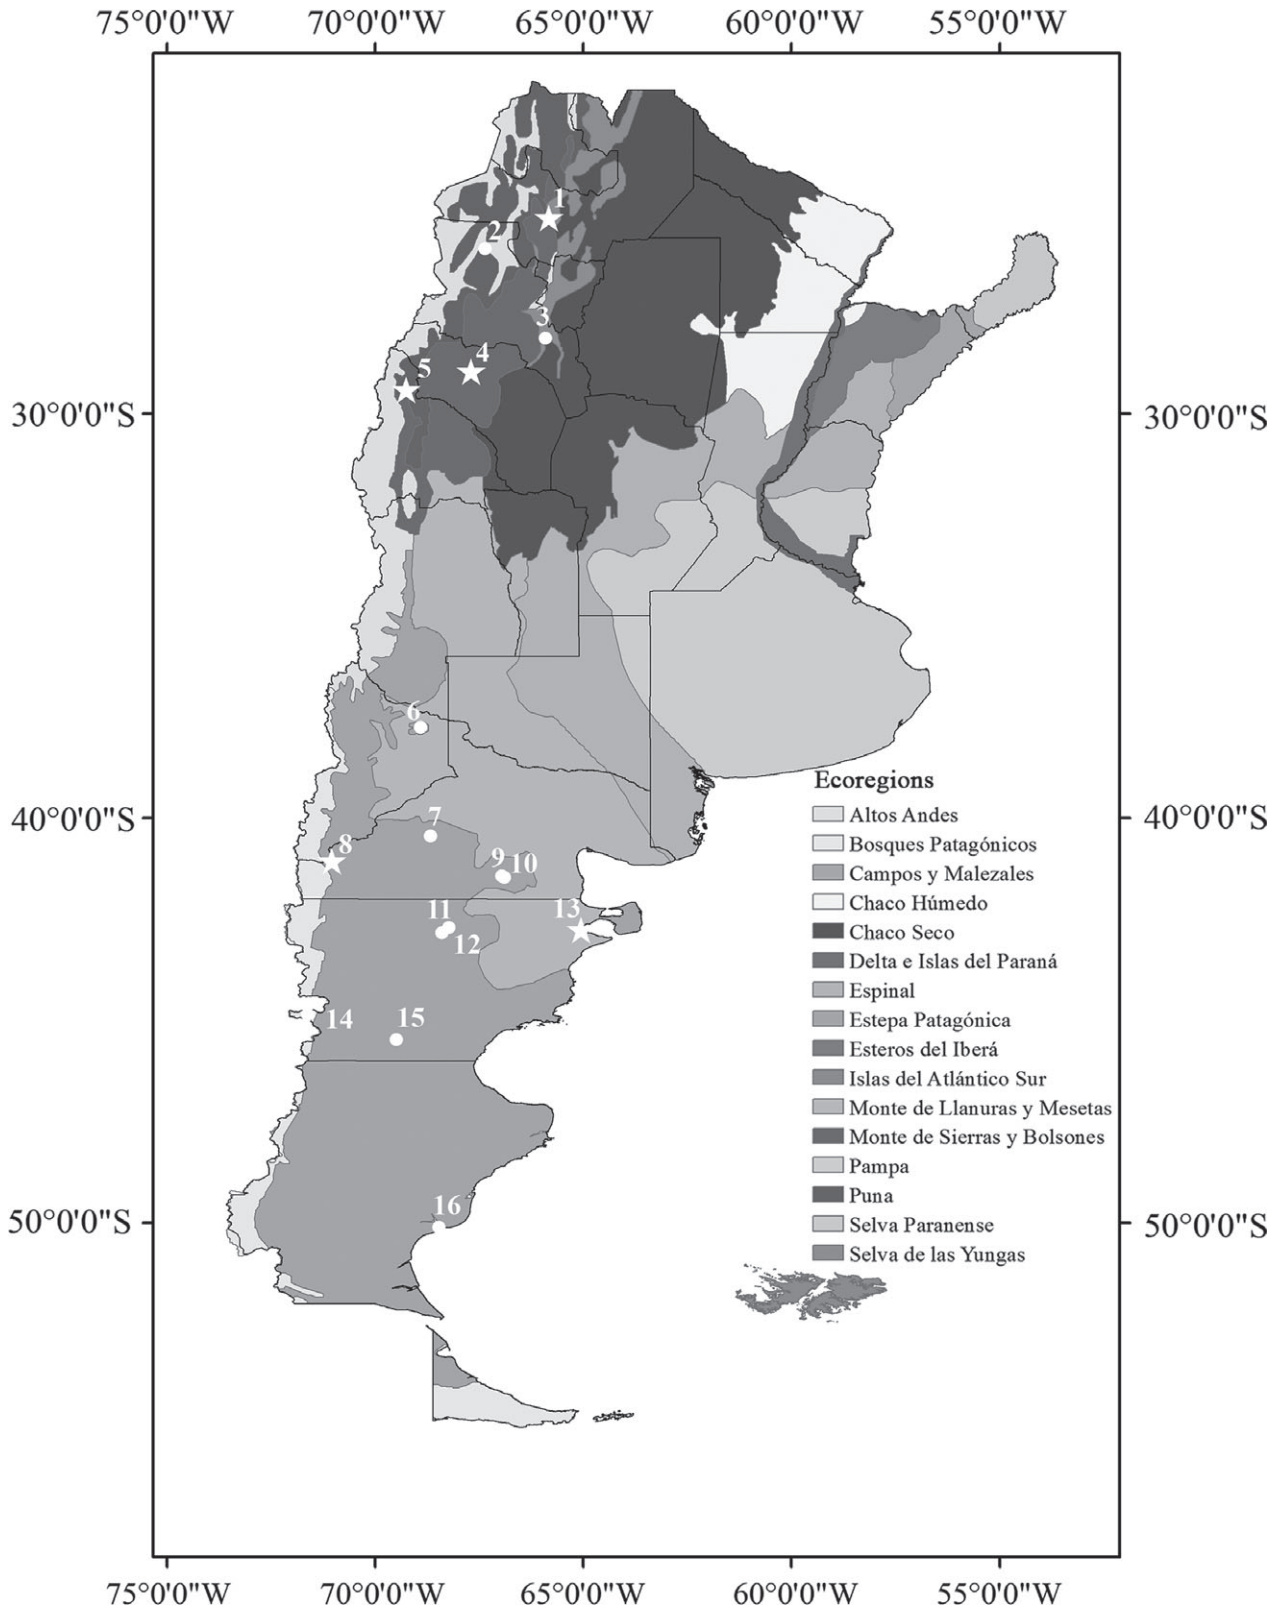 75°0'0"W 70°0'0"W 65°0'0"W 60°0'0"W 55°0'0"W
1
2
3
4
5
30°0'0"S 30°0'0"S
6
Ecoregions
Altos Andes
40°0'0"S 40°0'0"S
7
Bosques Patagónicos
8
9 10
Campos y Malezales
Chaco Húmedo
11 13
Chaco Seco
12
Delta e Islas del Paraná
Espinal
14 15
Estepa Patagónica
Esteros del Iberá
Islas del Atlántico Sur
Monte de Llanuras y Mesetas
Monte de Sierras y Bolsones
Pampa
Puna
16
50°0'0"S 50°0'0"S
Selva Paranense
Selva de las Yungas
75°0'0"W 70°0'0"W 65°0'0"W 60°0'0"W 55°0'0"W